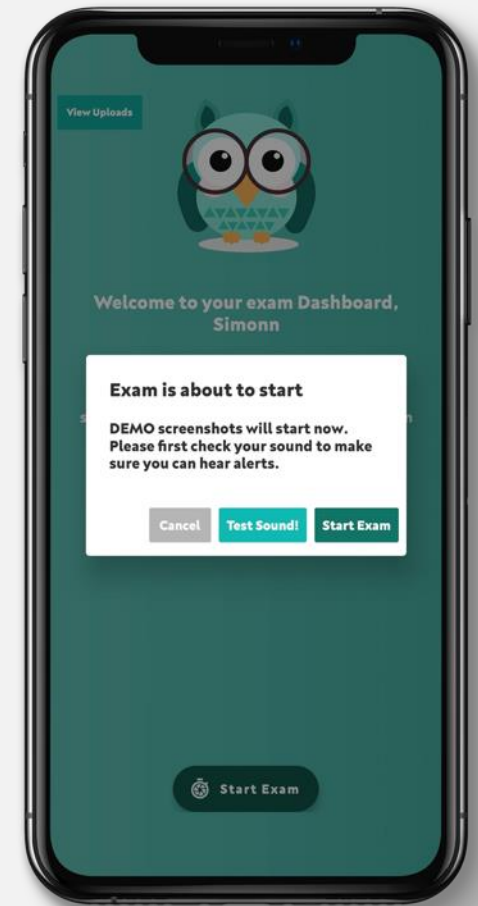 View Uploads
Welcome to your exam Dashboard,
Simonn
Exam is about to start
DEMO screenshots will start now.
Please first check your sound to make
sure you can hear alerts.
Cancel
Test Sound!
Start Exam
Start Exam